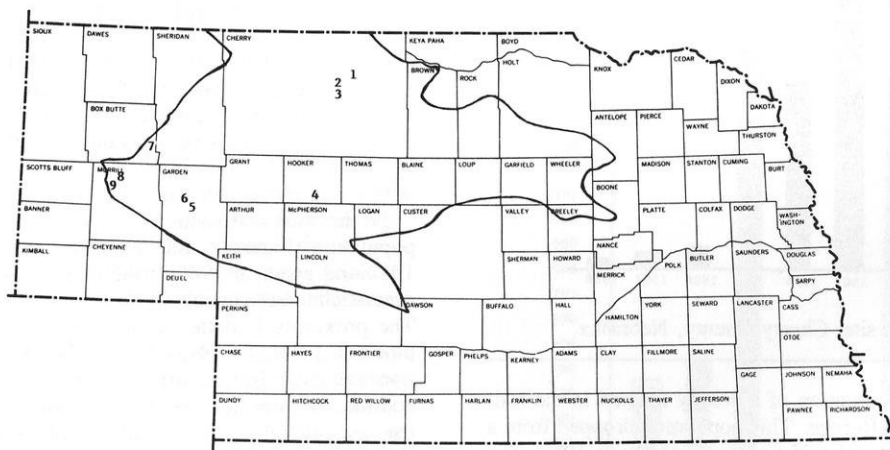 SIOUX
DAWES
SHERIDAN
CHERRY
KEYA PAHA
BOYD
BROWN
ROCK
HOLT
KNOX
CEDAR
DIXON
DAKOTA
1
2
3
BOX BUTTE
ANTELOPE
PIERCE
WAYNE
THURSTON
7
SCOTTS BLUFF
MORRILL
8
9
GARDEN
6
5
GRANT
HOOKER
THOMAS
BLAINE
LOUP
GARFIELD
WHEELER
MADISON
STANTON
CUMING
BURT
4
BOONE
BANNER
ARTHUR
McPHERSON
LOGAN
CUSTER
VALLEY
GREELEY
PLATTE
COLFAX
DODGE
WASH-
INGTON
KIMBALL
CHEYENNE
DEUEL
KEITH
LINCOLN
SHERMAN
HOWARD
NANCE
MERRICK
POLK
BUTLER
SAUNDERS
DOUGLAS
SARPY
PERKINS
DAWSON
BUFFALO
HALL
HAMILTON
YORK
SEWARD
LANCASTER
CASS
OTOE
CHASE
HAYES
FRONTIER
GOSPER
PHELPS
KEARNEY
ADAMS
CLAY
FILLMORE
SALINE
GAGE
JOHNSON
NEMAHA
DUNDY
HITCHCOCK
RED WILLOW
FURNAS
HARLAN
FRANKLIN
WEBSTER
NUCKOLLS
THAYER
JEFFERSON
PAWNEE
RICHARDSON